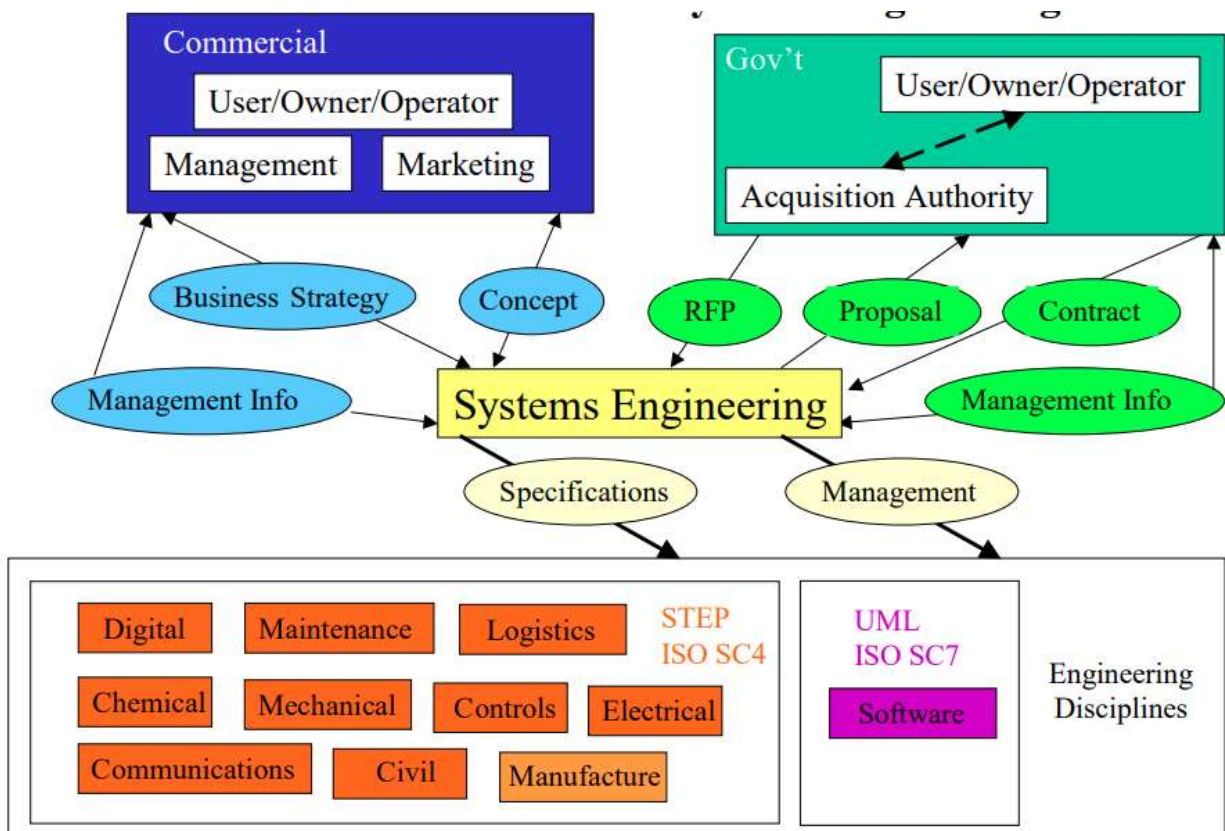 Commercial
User/Owner/Operator
Management
Marketing
Gov't
User/Owner/Operator
Acquisition Authority
Business Strategy
Concept
RFP
Proposal
Contract
Management Info
Systems Engineering
Management Info
Specifications
Management
Digital
Maintenance
Logistics
STEP
ISO SC4
Chemical
Mechanical
Controls
Electrical
Communications
Civil
Manufacture
UML
ISO SC7
Software
Engineering
Disciplines